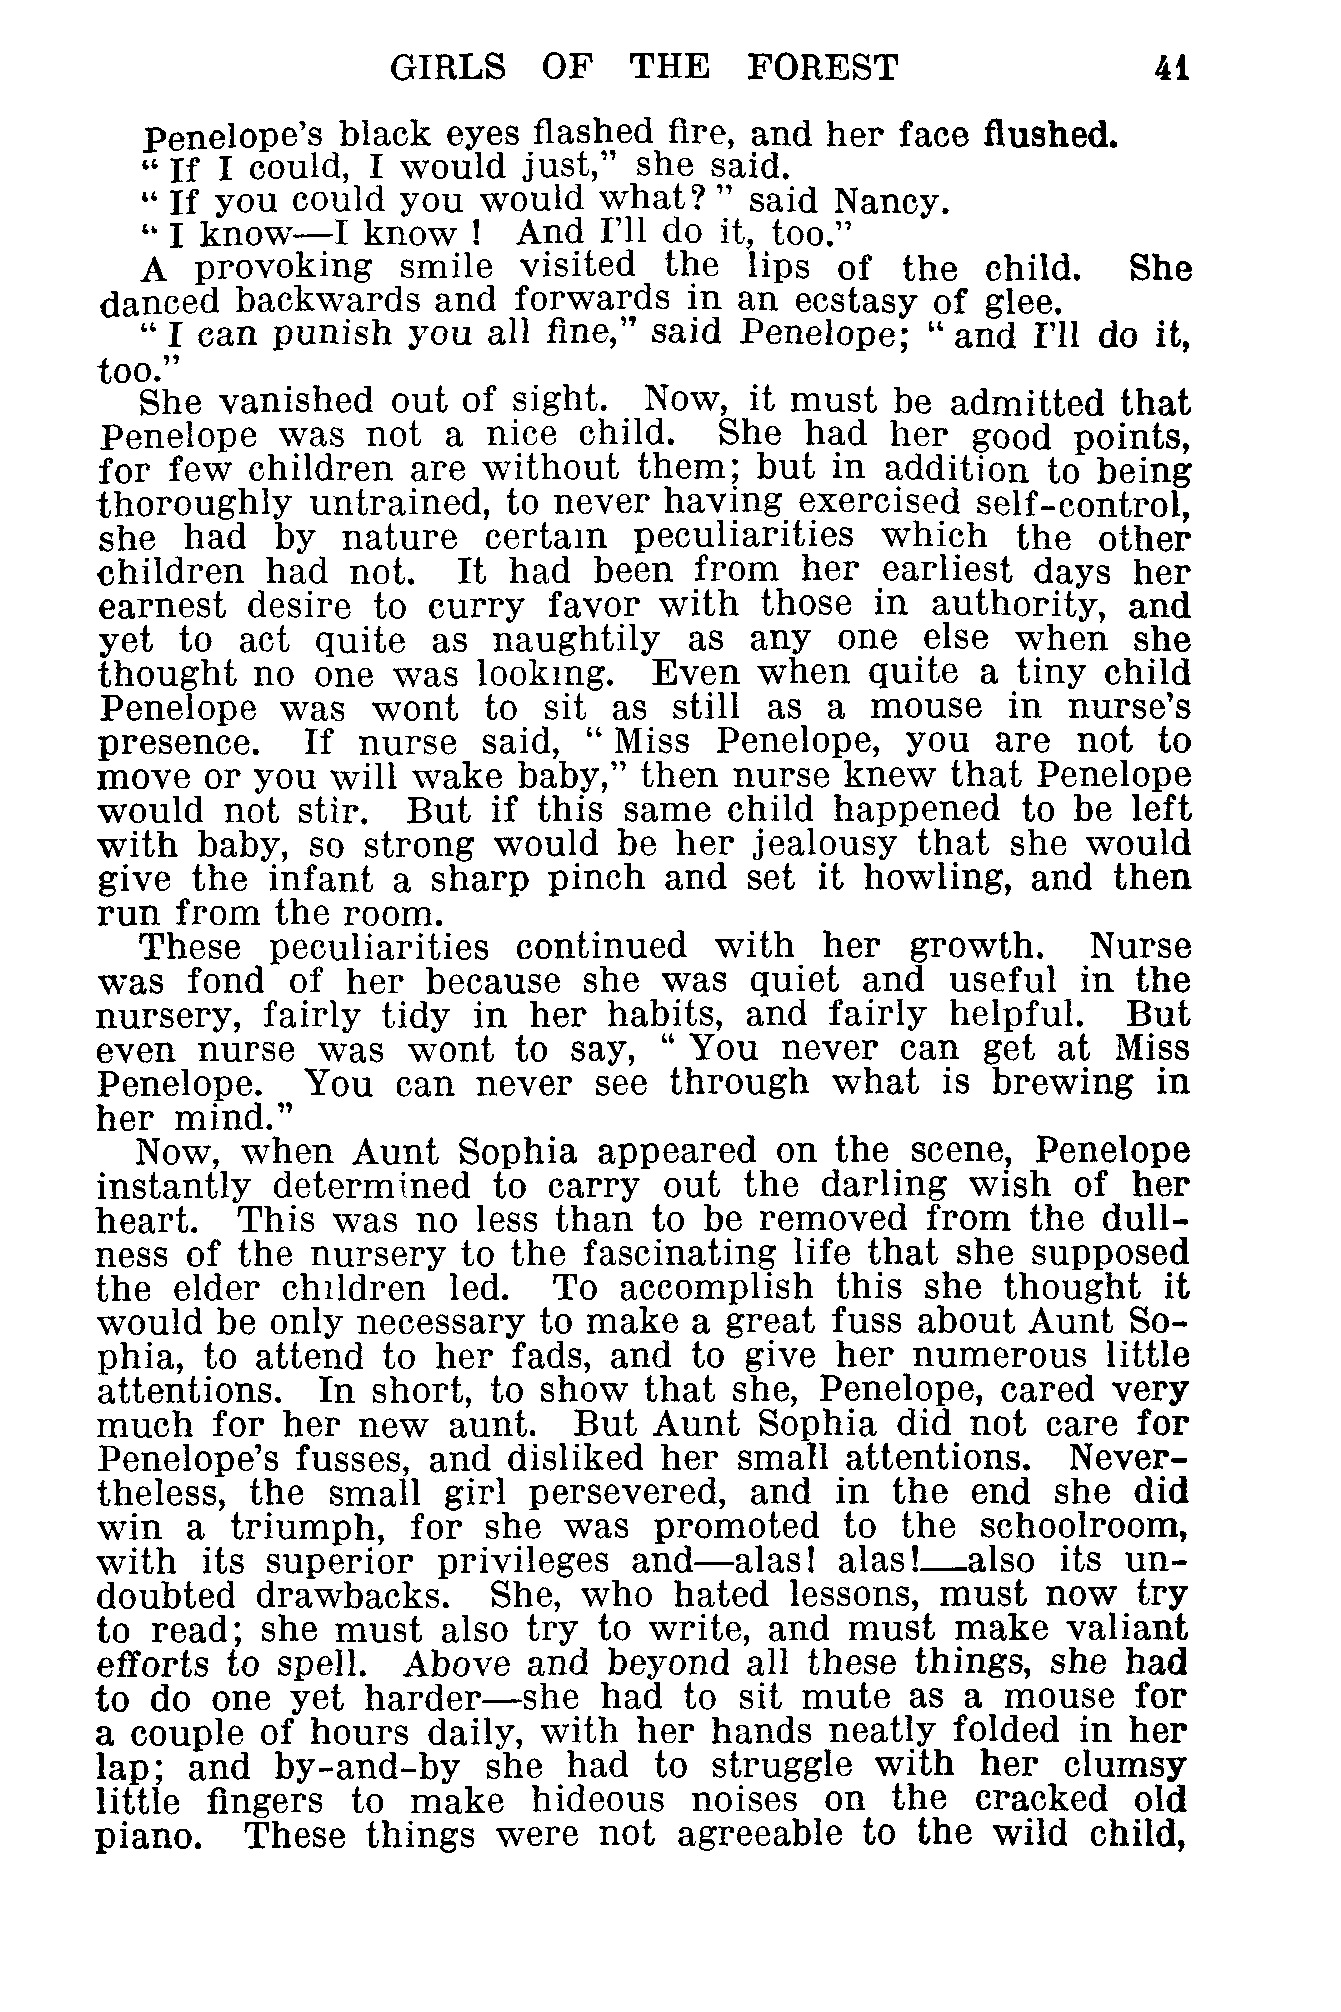 GIRLS OF THE FOREST 41
Penelope's black eyes flashed fire, and her face flushed.
“ If I could, I would just,” she said.
“ If you could you would what? ” said Nancy.
“ I know—I know ! And I'll do it, too.”
A provoking smile visited the lips of the child. She
danced backwards and forwards in an ecstasy of glee.
“ I can punish you all fine,” said Penelope; “ and I'll do it,
too.”
She vanished out of sight. Now, it must be admitted that
Penelope was not a nice child. She had her good points,
for few children are without them; but in addition to being
thoroughly untrained, to never having exercised self-control,
she had by nature certain peculiarities which the other
children had not. It had been from her earliest days her
earnest desire to curry favor with those in authority, and
yet to act quite as naughtily as any one else when she
thought no one was looking. Even when quite a tiny child
Penelope was wont to sit as still as a mouse in nurse's
presence. If nurse said, “ Miss Penelope, you are not to
move or you will wake baby,” then nurse knew that Penelope
would not stir. But if this same child happened to be left
with baby, so strong would be her jealousy that she would
give the infant a sharp pinch and set it howling, and then
run from the room.
These peculiarities continued with her growth. Nurse
was fond of her because she was quiet and useful in the
nursery, fairly tidy in her habits, and fairly helpful. But
even nurse was wont to say, “ You never can get at Miss
Penelope. You can never see through what is brewing in
her mind.”
Now, when Aunt Sophia appeared on the scene, Penelope
instantly determined to carry out the darling wish of her
heart. This was no less than to be removed from the dull-
ness of the nursery to the fascinating life that she supposed
the elder children led. To accomplish this she thought it
would be only necessary to make a great fuss about Aunt So-
phia, to attend to her fads, and to give her numerous little
attentions. In short, to show that she, Penelope, cared very
much for her new aunt. But Aunt Sophia did not care for
Penelope's fusses, and disliked her small attentions. Never-
theless, the small girl persevered, and in the end she did
win a triumph, for she was promoted to the schoolroom,
with its superior privileges and—alas! alas!—also its un-
doubted drawbacks. She, who hated lessons, must now try
to read; she must also try to write, and must make valiant
efforts to spell. Above and beyond all these things, she had
to do one yet harder—she had to sit mute as a mouse for
a couple of hours daily, with her hands neatly folded in her
lap; and by-and-by she had to struggle with her clumsy
little fingers to make hideous noises on the cracked old
piano. These things were not agreeable to the wild child,